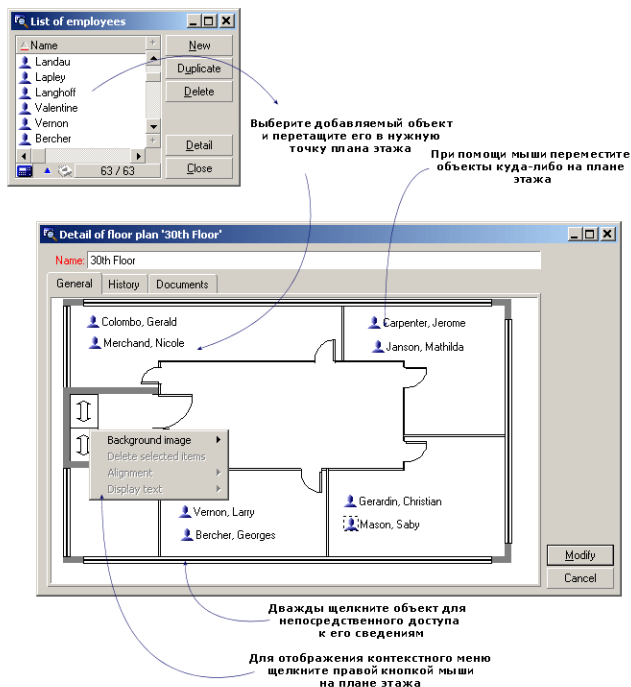 List of employees
Name
Landau
Lapley
Langhoff
Valentine
Vernon
Bercher
63 / 63
New
Duplicate
Delete
Detail
Close
Выберите добавляемый объект
и перетащите его в нужную
точку плана этажа
При помощи мыши переместите
объекты куда-либо на плане
этажа
Detail of floor plan '30th Floor'
Name: 30th Floor
General History Documents
Colombo, Gerald
Merchand, Nicole
Carpenter, Jerome
Janson, Mathilda
Background image
Delete selected items
Alignment
Display text
Vernon, Larry
Bercher, Georges
Gerardin, Christian
Mason, Saby
Modify
Cancel
Дважды щелкните объект для
непосредственного доступа
к его сведениям
Для отображения контекстного меню
щелкните правой кнопкой мыши
на плане этажа